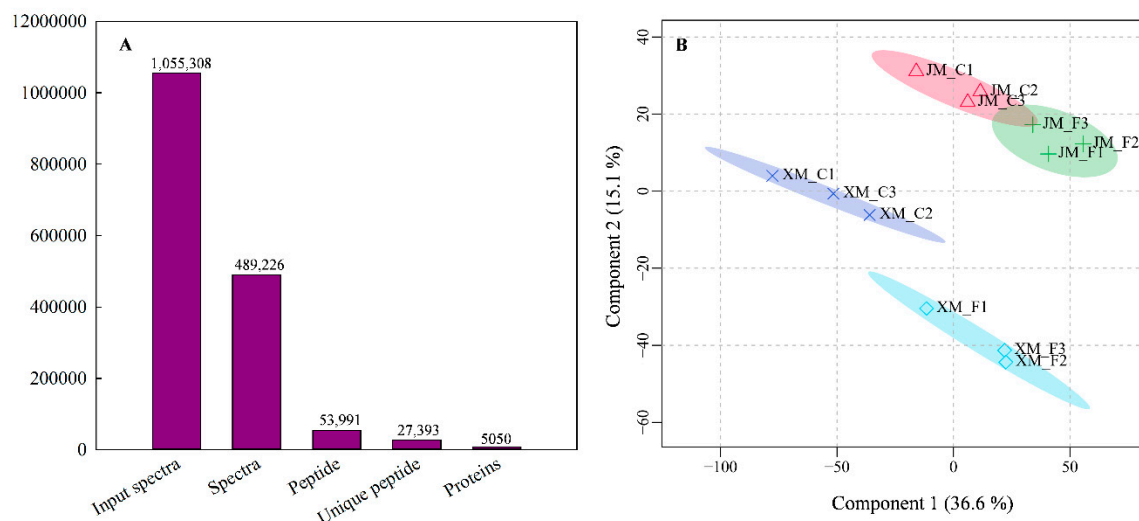 A
12000000
1000000
800000
600000
400000
200000
0
1,055,308
489,226
53,991
27,393
5050
Input spectra
Spectra
Peptide
Unique peptide
Proteins
B
Component 2 (15.1 %)
40
20
0
−20
−40
−60
JM_C1
JM_C2
JM_C3
JM_F3
JM_F2
JM_F1
XM_C1
XM_C3
XM_C2
XM_F1
XM_F3
XM_F2
−100
−50
0
50
Component 1 (36.6 %)